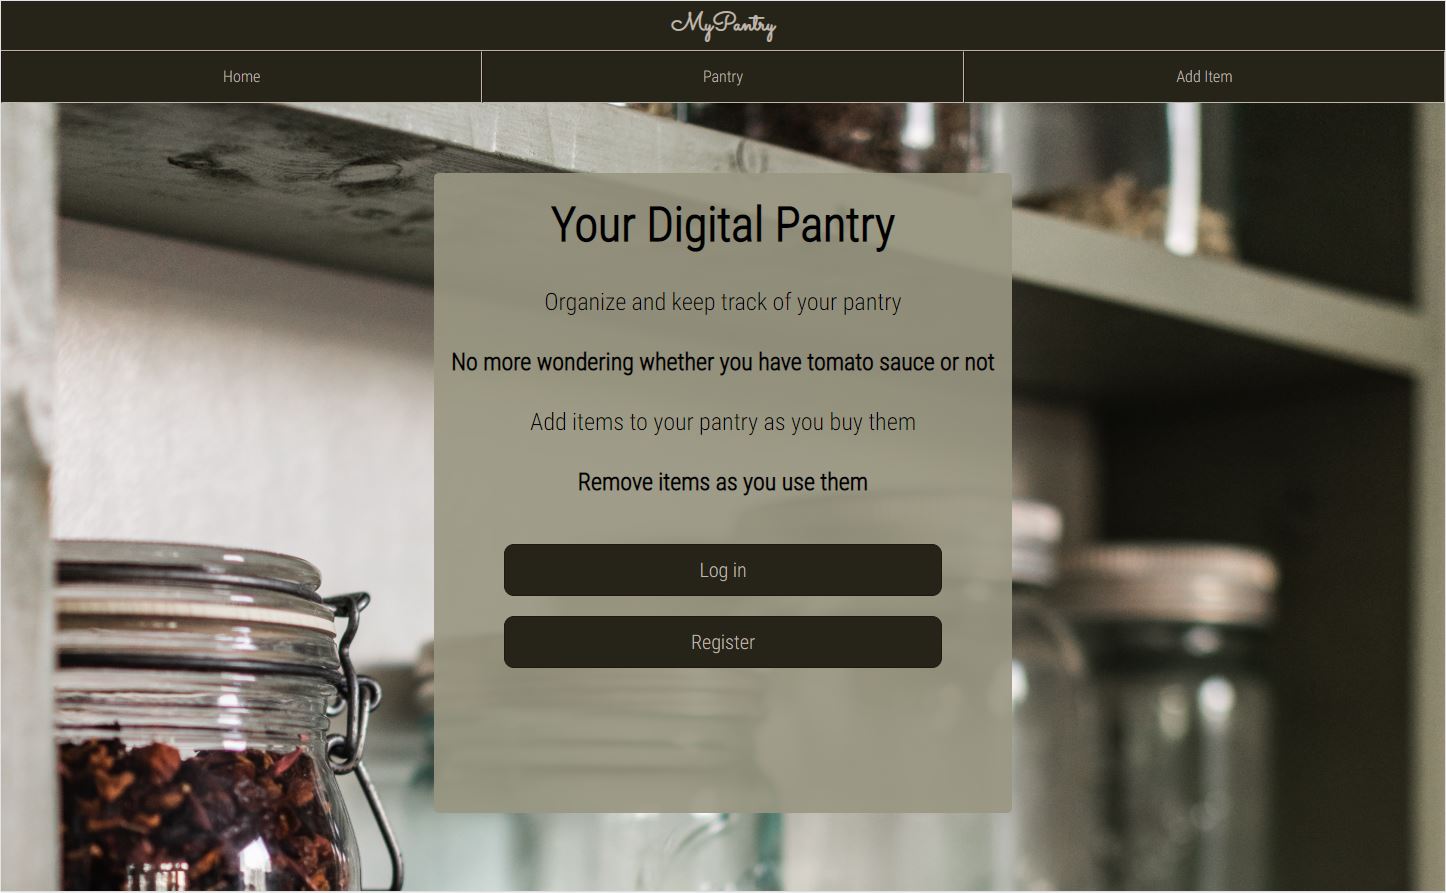 MyPantry
Home
Pantry
Add Item
Your Digital Pantry
Organize and keep track of your pantry
No more wondering whether you have tomato sauce or not
Add items to your pantry as you buy them
Remove items as you use them
Log in
Register